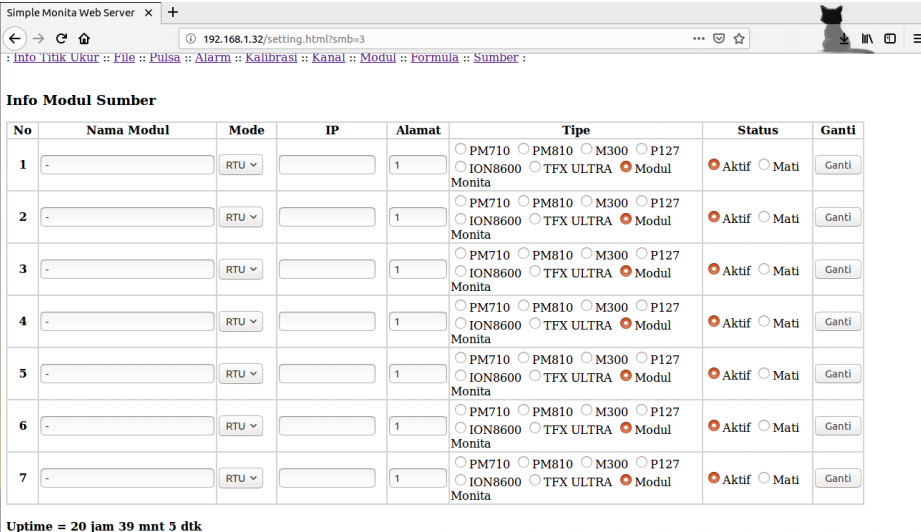 Simple Monita Web Server × +
192.168.1.32/setting.html?smb=3
: Info Titik Ukur :: File :: Pulsa :: Alarm :: Kalibrasi :: Kanal :: Modul :: Formula :: Sumber :
Info Modul Sumber
No Nama Modul Mode IP Alamat Tipe Status Ganti
1 - RTU 1 PM710 PM810 M300 P127 Aktif Mati Ganti
ION8600 TFX ULTRA Modul
Monita
2 - RTU 1 PM710 PM810 M300 P127 Aktif Mati Ganti
ION8600 TFX ULTRA Modul
Monita
3 - RTU 1 PM710 PM810 M300 P127 Aktif Mati Ganti
ION8600 TFX ULTRA Modul
Monita
4 - RTU 1 PM710 PM810 M300 P127 Aktif Mati Ganti
ION8600 TFX ULTRA Modul
Monita
5 - RTU 1 PM710 PM810 M300 P127 Aktif Mati Ganti
ION8600 TFX ULTRA Modul
Monita
6 - RTU 1 PM710 PM810 M300 P127 Aktif Mati Ganti
ION8600 TFX ULTRA Modul
Monita
7 - RTU 1 PM710 PM810 M300 P127 Aktif Mati Ganti
ION8600 TFX ULTRA Modul
Monita
Uptime = 20 jam 39 mnt 5 dtk